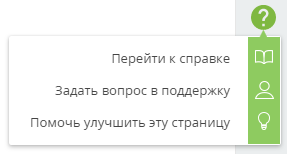 ?
Перейти к справке
Задать вопрос в поддержку
Помочь улучшить эту страницу